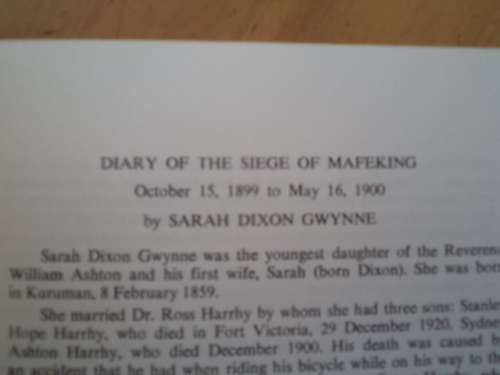 DIARY OF THE SIEGE OF MAFEKING
October 15, 1899 to May 16, 1900
by SARAH DIXON GWYNNE
Sarah Dixon Gwynne was the youngest daughter of the Reverend
William Ashton and his first wife, Sarah (born Dixon). She was born
in Kuruman, 8 February 1859.
She married Dr. Ross Harrhy by whom she had three sons: Stanley
Hope Harrhy, who died in Fort Victoria, 29 December 1920. Sydney
Ashton Harrhy, who died December 1900. His death was caused by
an accident that he had when riding his bicycle while on his way to the